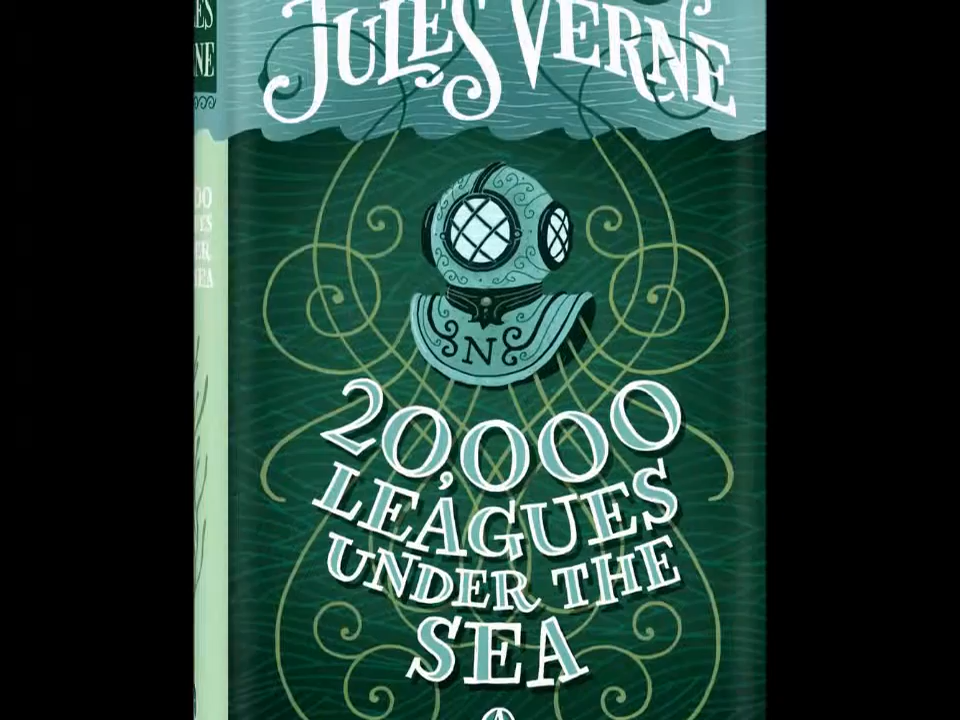 JULES VERNE
N
20,000
LEAGUES
UNDER THE
SEA